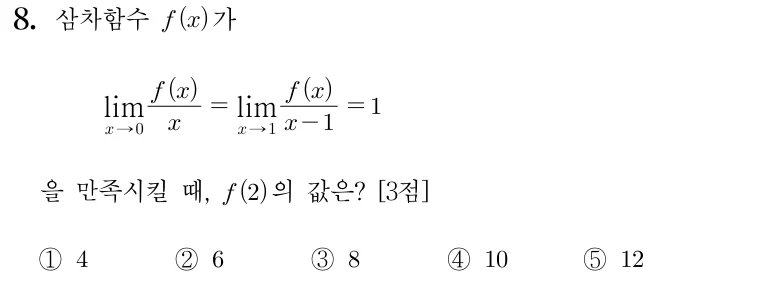 8. 삼차함수 f(x)가
lim_{x→0} f(x)/x = lim_{x→1} f(x)/(x-1) = 1
을 만족시킬 때, f(2)의 값은? [3점]
① 4 ② 6 ③ 8 ④ 10 ⑤ 12